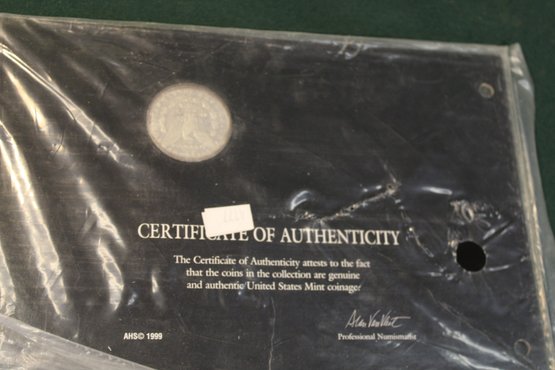 CERTIFICATE OF AUTHENTICITY
The Certificate of Authenticity attests to the fact
that the coins in the collection are genuine
and authentic United States Mint coinage.
Professional Numismatist
AHS© 1999